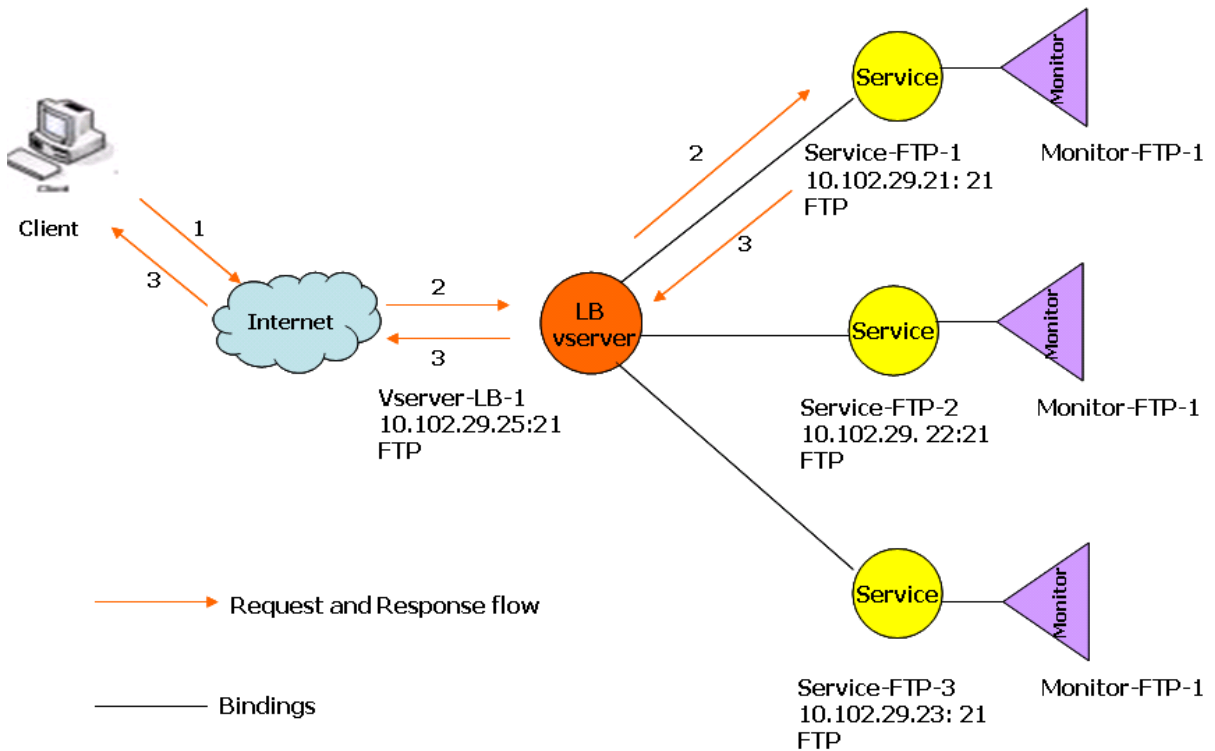 Service
Monitor
2
Service-FTP-1
10.102.29.21: 21
FTP
Monitor-FTP-1
Client
Client
1
3
3
2
Internet
3
LB
vserver
Service
Monitor
Vserver-LB-1
10.102.29.25:21
FTP
Service-FTP-2
10.102.29. 22:21
FTP
Monitor-FTP-1
Service
Monitor
Request and Response flow
Service-FTP-3
10.102.29.23: 21
FTP
Monitor-FTP-1
Bindings